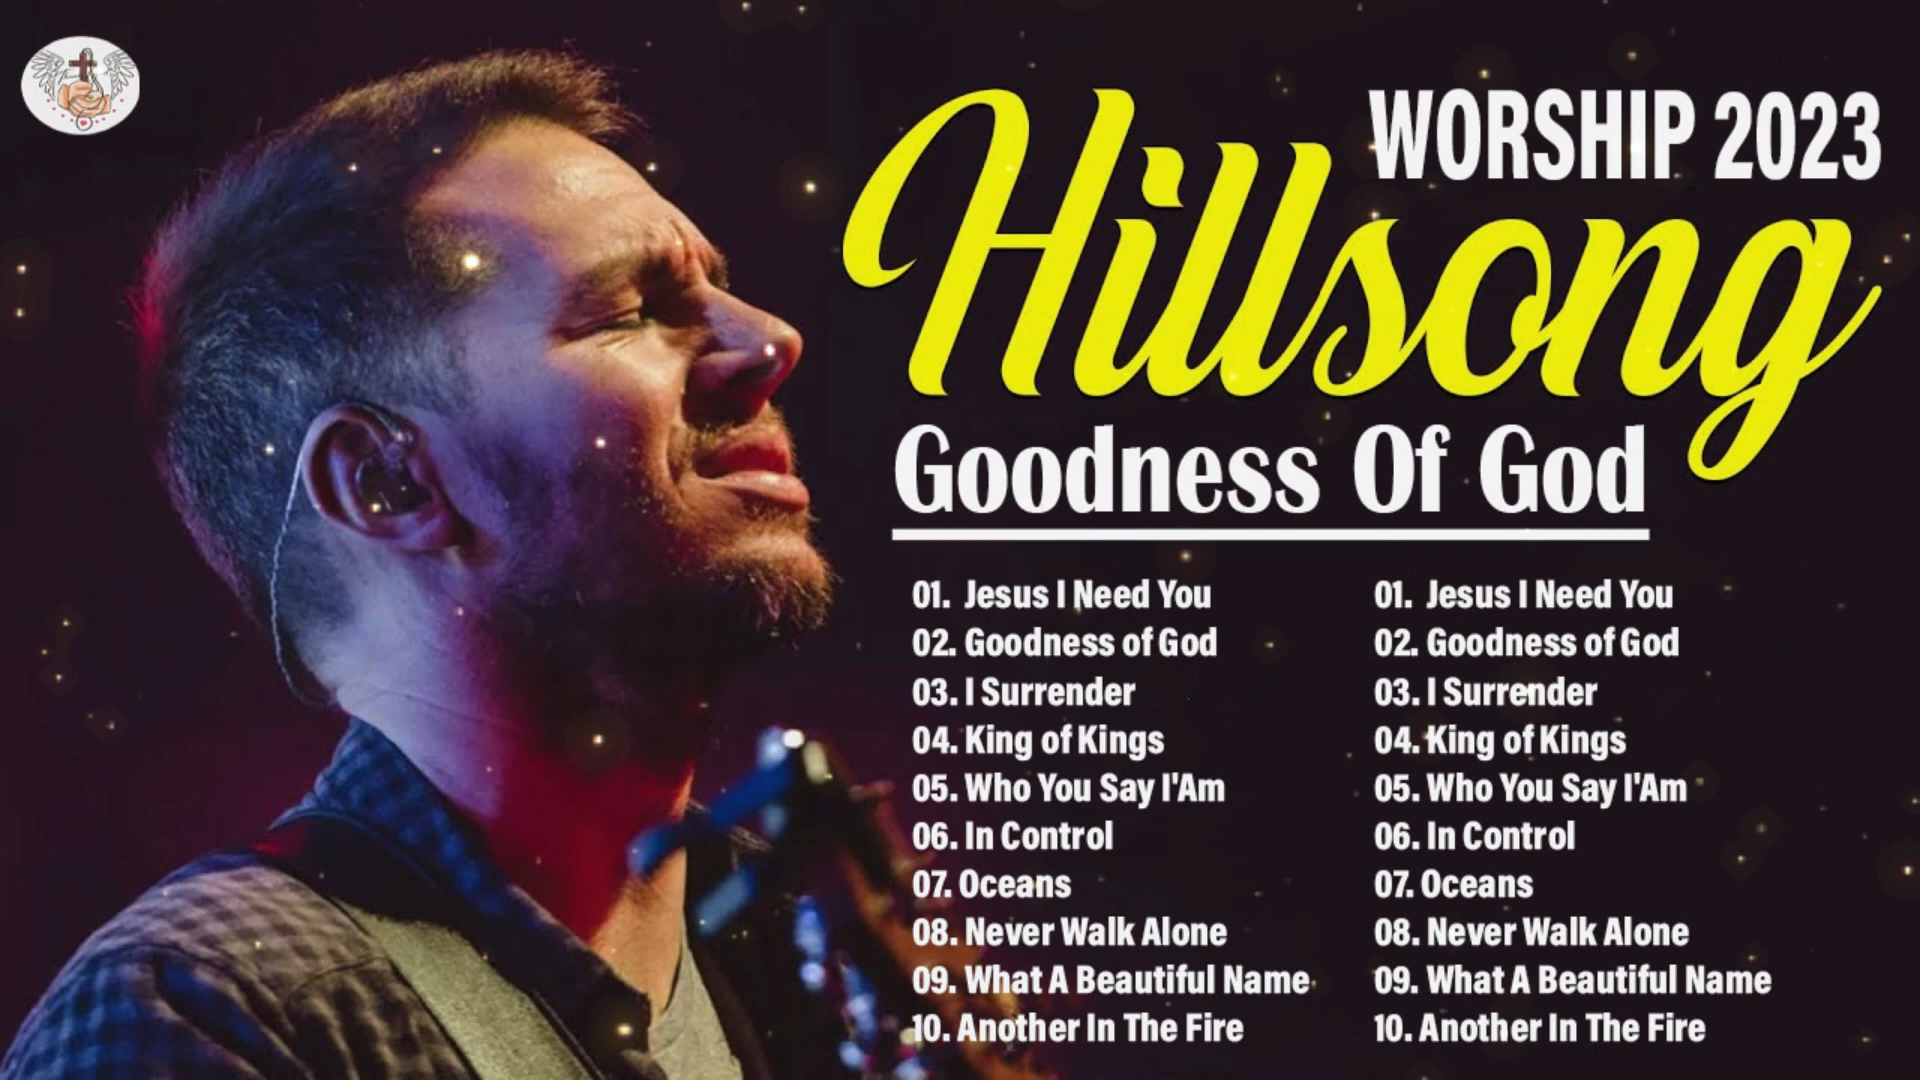 WORSHIP 2023
Hillsong
Goodness Of God
01. Jesus I Need You
02. Goodness of God
03. I Surrender
04. King of Kings
05. Who You Say I'Am
06. In Control
07. Oceans
08. Never Walk Alone
09. What A Beautiful Name
10. Another In The Fire
01. Jesus I Need You
02. Goodness of God
03. I Surrender
04. King of Kings
05. Who You Say I'Am
06. In Control
07. Oceans
08. Never Walk Alone
09. What A Beautiful Name
10. Another In The Fire